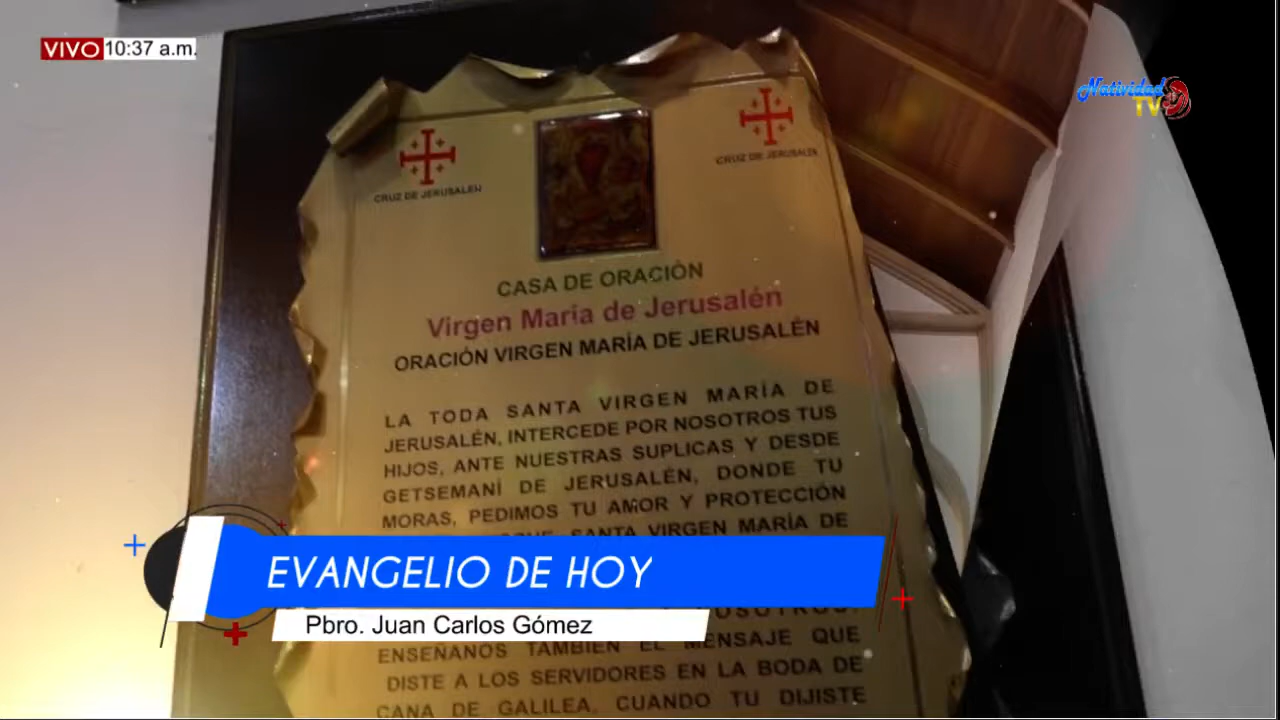 VIVO 10:37 a.m.
Natividad
TV
CRUZ DE JERUSALÉN
CRUZ DE JERUSALÉN
CASA DE ORACIÓN
Virgen María de Jerusalén
ORACIÓN VIRGEN MARÍA DE JERUSALÉN
LA TODA SANTA VIRGEN MARÍA DE
JERUSALÉN, INTERCEDE POR NOSOTROS TUS
HIJOS, ANTE NUESTRAS SUPLICAS Y DESDE
GETSEMANÍ DE JERUSALÉN, DONDE TU
MORAS, PEDIMOS TU AMOR Y PROTECCIÓN
SANTA VIRGEN MARÍA DE
EVANGELIO DE HOY
Pbro. Juan Carlos Gómez
ENSEÑANOS TAMBIEN EL MENSAJE QUE
DISTE A LOS SERVIDORES EN LA BODA DE
CANA DE GALILEA, CUANDO TU DIJISTE